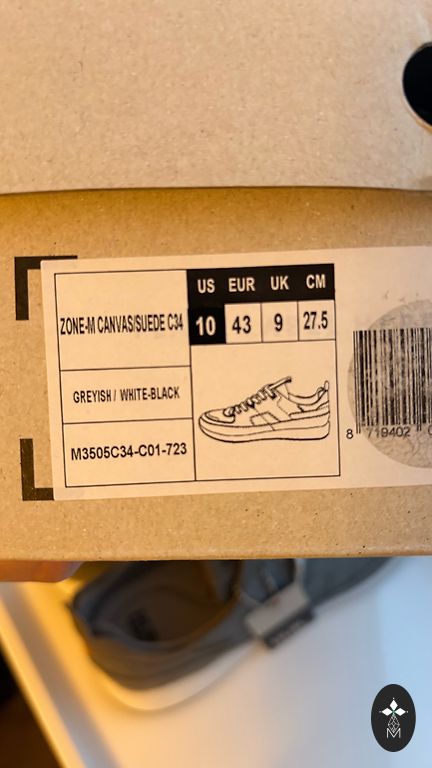 US EUR UK CM
10 43 9 27.5
ZONE-M CANVAS/SUEDE C34
GREYISH / WHITE-BLACK
M3505C34-C01-723
8 719402
M